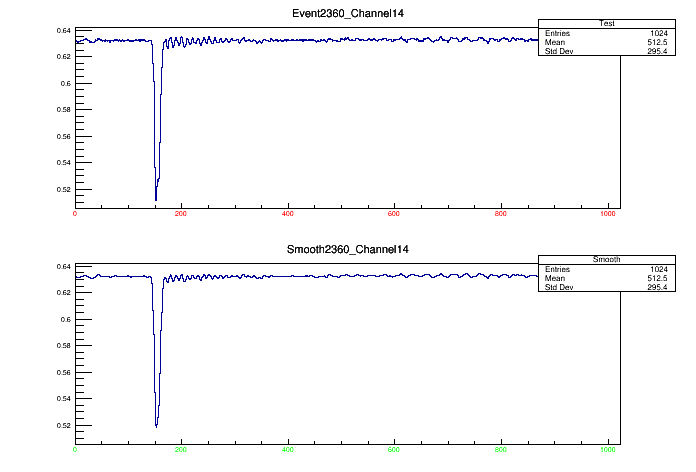 Event2360_Channel14
Test
Entries 1024
Mean 512.5
Std Dev 295.4
0.64
0.62
0.6
0.58
0.56
0.54
0.52
0 200 400 600 800 1000
Smooth2360_Channel14
Smooth
Entries 1024
Mean 512.5
Std Dev 295.4
0.64
0.62
0.6
0.58
0.56
0.54
0.52
0 200 400 600 800 1000